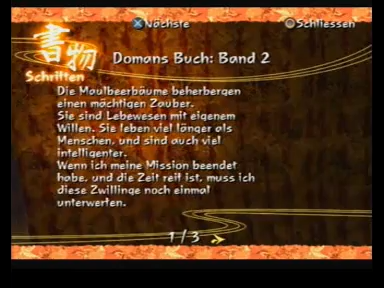 Nächste
Schliessen
書物
Schriften
Domans Buch: Band 2
Die Maulbeerbäume beherbergen
einen mächtigen Zauber.
Sie sind Lebewesen mit eigenem
Willen. Sie leben viel länger als
Menschen, und sind auch viel
intelligenter.
Wenn ich meine Mission beendet
habe, und die Zeit reif ist, muss ich
diese Zwillinge noch einmal
unterwerfen.
1 / 3